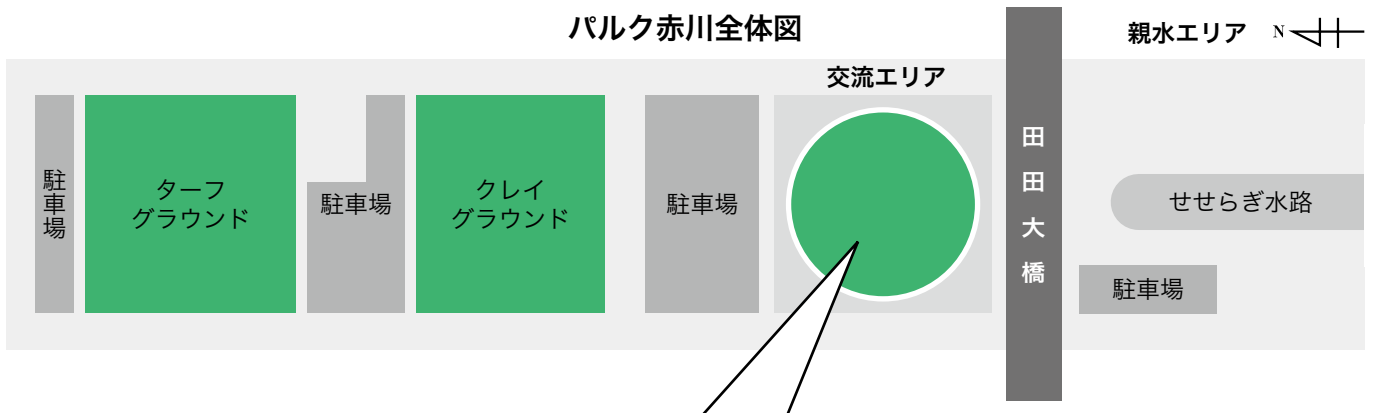 パルク赤川全体図
親水エリア
N
交流エリア
駐車場
ターフ
グラウンド
駐車場
クレイ
グラウンド
駐車場
田田大橋
せせらぎ水路
駐車場